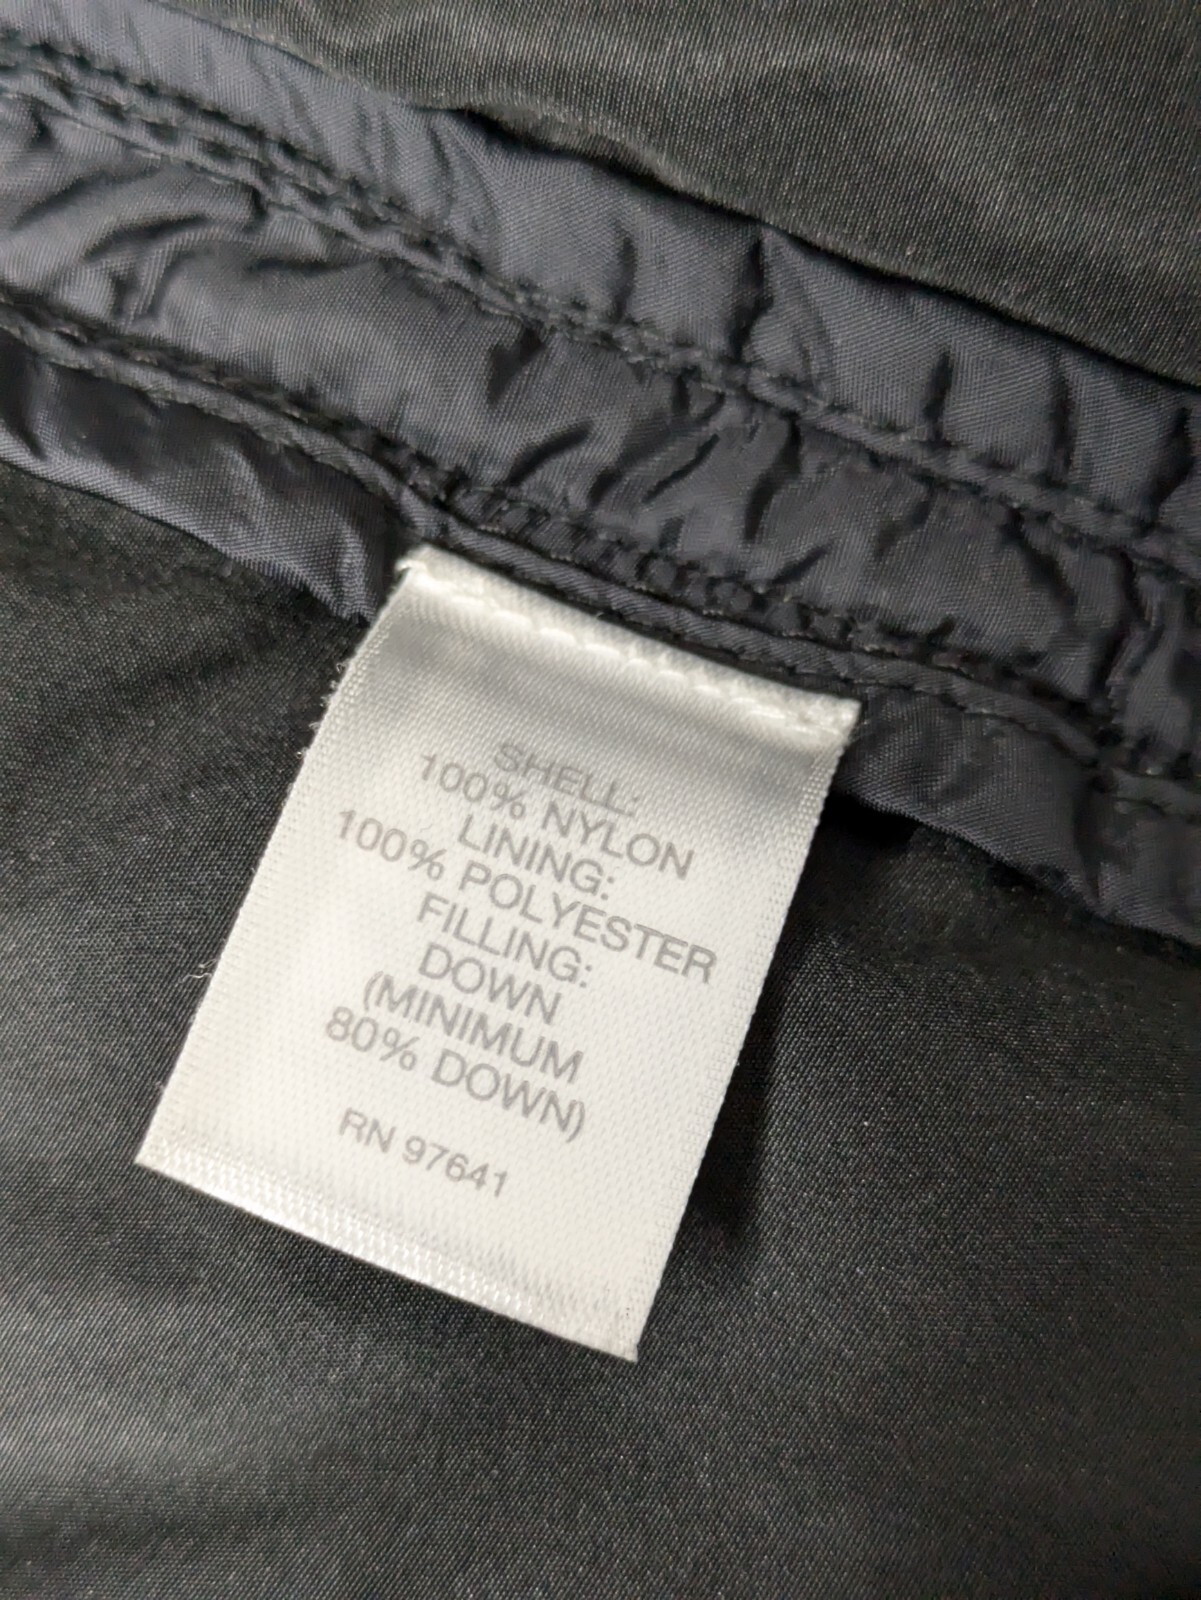 SHELL:
100% NYLON
LINING:
100% POLYESTER
FILLING:
DOWN
(MINIMUM
80% DOWN)
RN 97641